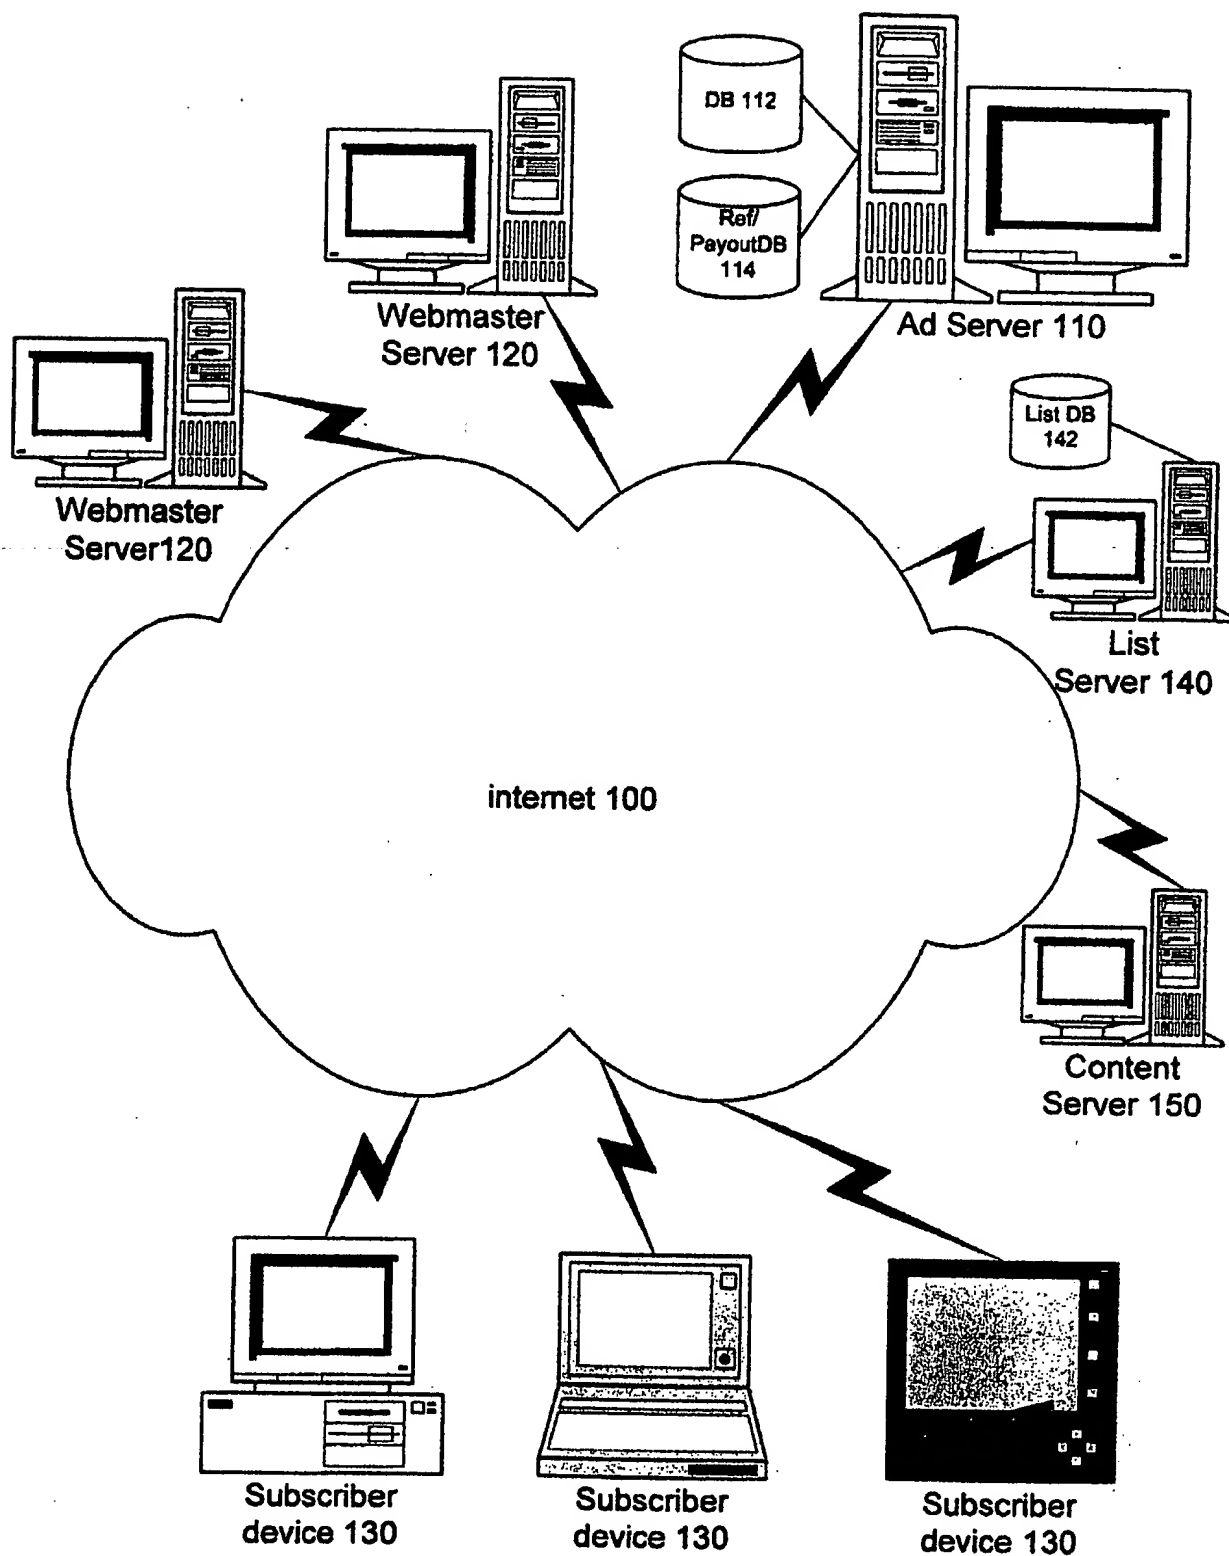 DB 112
Ref/
PayoutDB
114
Ad Server 110
Webmaster
Server 120
Webmaster
Server120
List DB
142
List
Server 140
internet 100
Content
Server 150
Subscriber
device 130
Subscriber
device 130
Subscriber
device 130